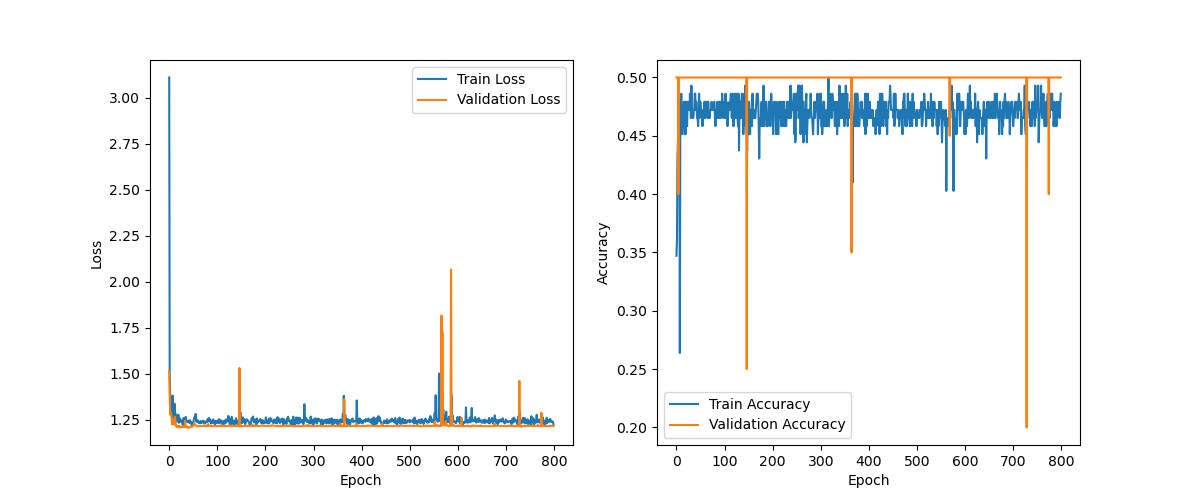 Train Loss
Validation Loss
3.00
2.75
2.50
2.25
2.00
1.75
1.50
1.25
Loss
0 100 200 300 400 500 600 700 800
Epoch
0.50
0.45
0.40
0.35
0.30
0.25
0.20
Accuracy
Train Accuracy
Validation Accuracy
0 100 200 300 400 500 600 700 800
Epoch